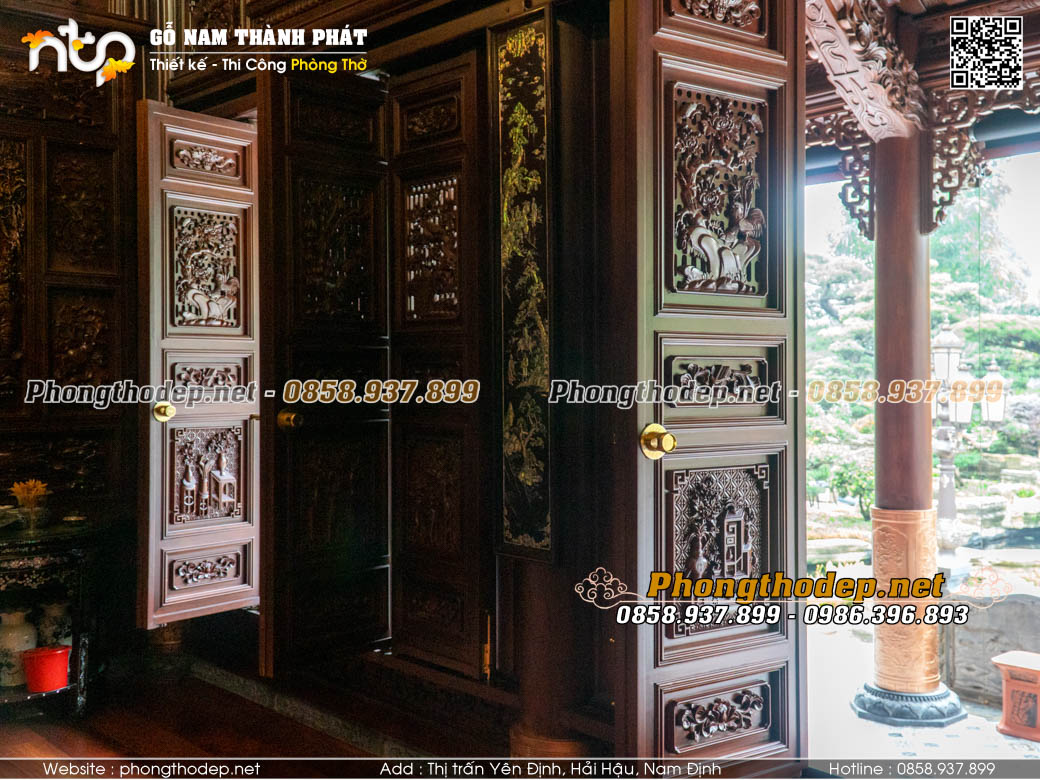 ntp
GỖ NAM THÀNH PHÁT
Thiết kế - Thi Công Phòng Thờ
Phongthodep.net - 0858.937.899
Phongthodep.net - 0858.937.899
Phongthodep.net
0858.937.899 - 0986.396.893
Website : phongthodep.net
Add : Thị trấn Yên Định, Hải Hậu, Nam Định
Hotline : 0858.937.899